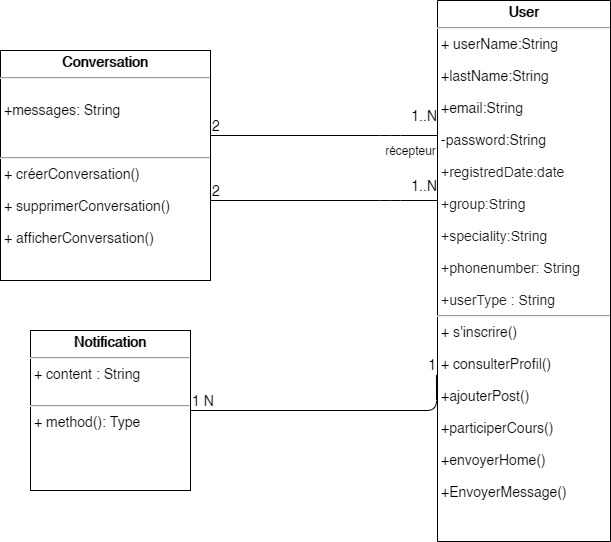 User
+ userName:String
+lastName:String
+email:String
-password:String
+registredDate:date
+group:String
+speciality:String
+phonenumber: String
+userType : String
+ s'inscrire()
+ consulterProfil()
+ajouterPost()
+participerCours()
+envoyerHome()
+EnvoyerMessage()
Conversation
+messages: String
+ créerConversation()
+ supprimerConversation()
+ afficherConversation()
2
1..N
récepteur
2
1..N
Notification
+ content : String
+ method(): Type
1 N
1